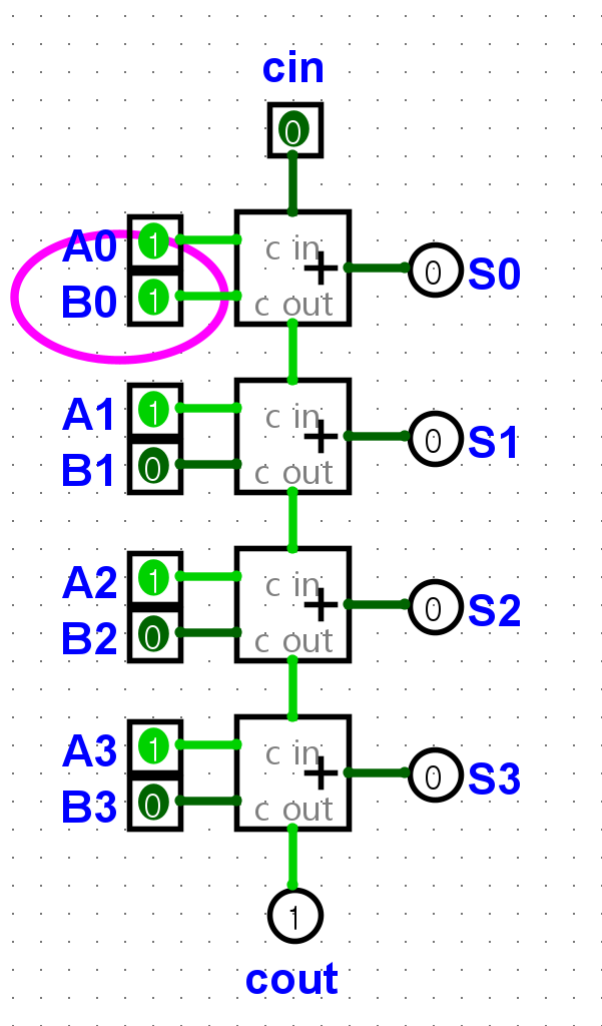 cin
0
A0 1 c in 0 S0
B0 1 + c out
A1 1 c in 0 S1
B1 0 + c out
A2 1 c in 0 S2
B2 0 + c out
A3 1 c in 0 S3
B3 0 + c out
1
cout